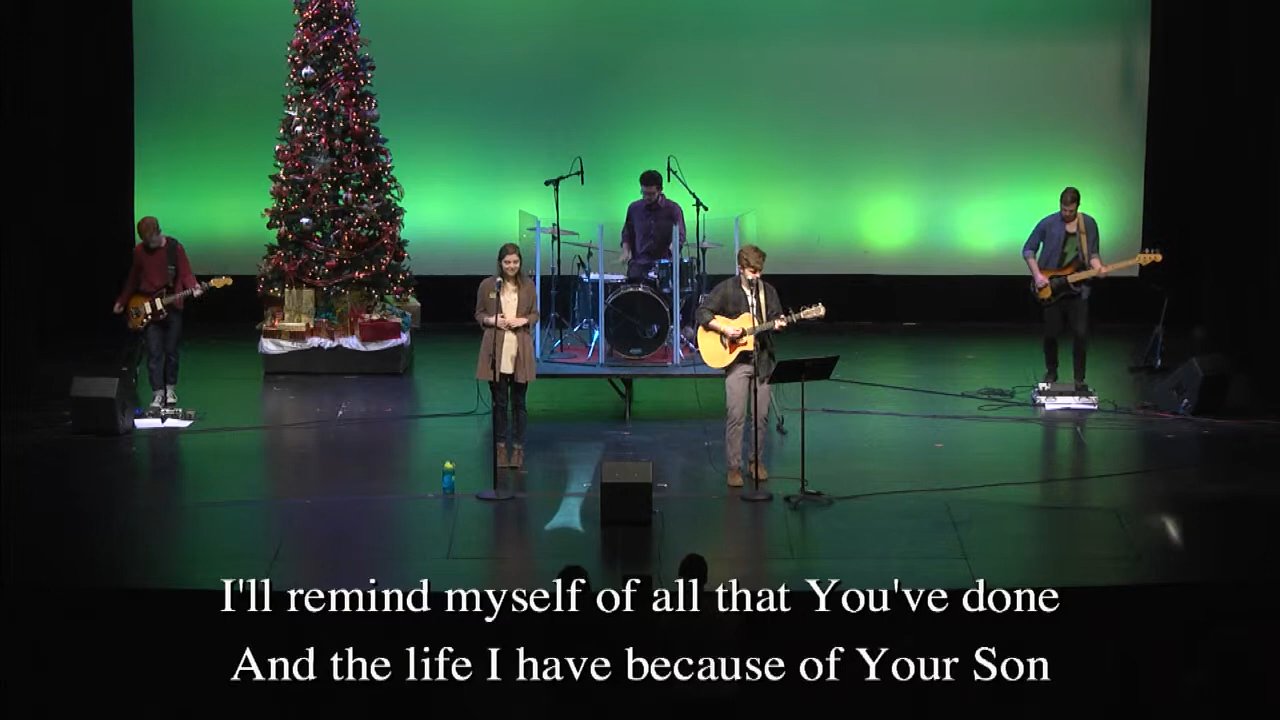 I'll remind myself of all that You've done
And the life I have because of Your Son